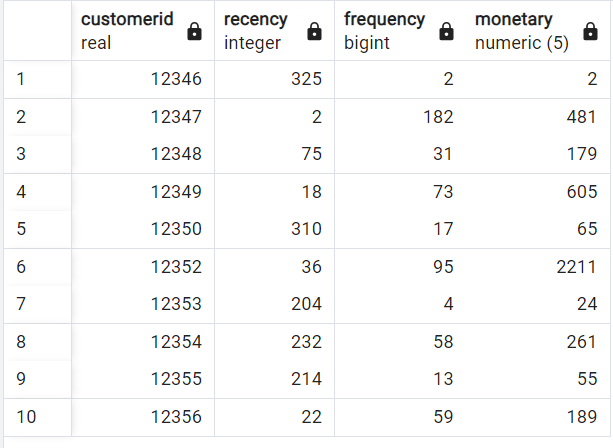 customerid recency frequency monetary
real integer bigint numeric (5)
1 12346 325 2 2
2 12347 2 182 481
3 12348 75 31 179
4 12349 18 73 605
5 12350 310 17 65
6 12352 36 95 2211
7 12353 204 4 24
8 12354 232 58 261
9 12355 214 13 55
10 12356 22 59 189